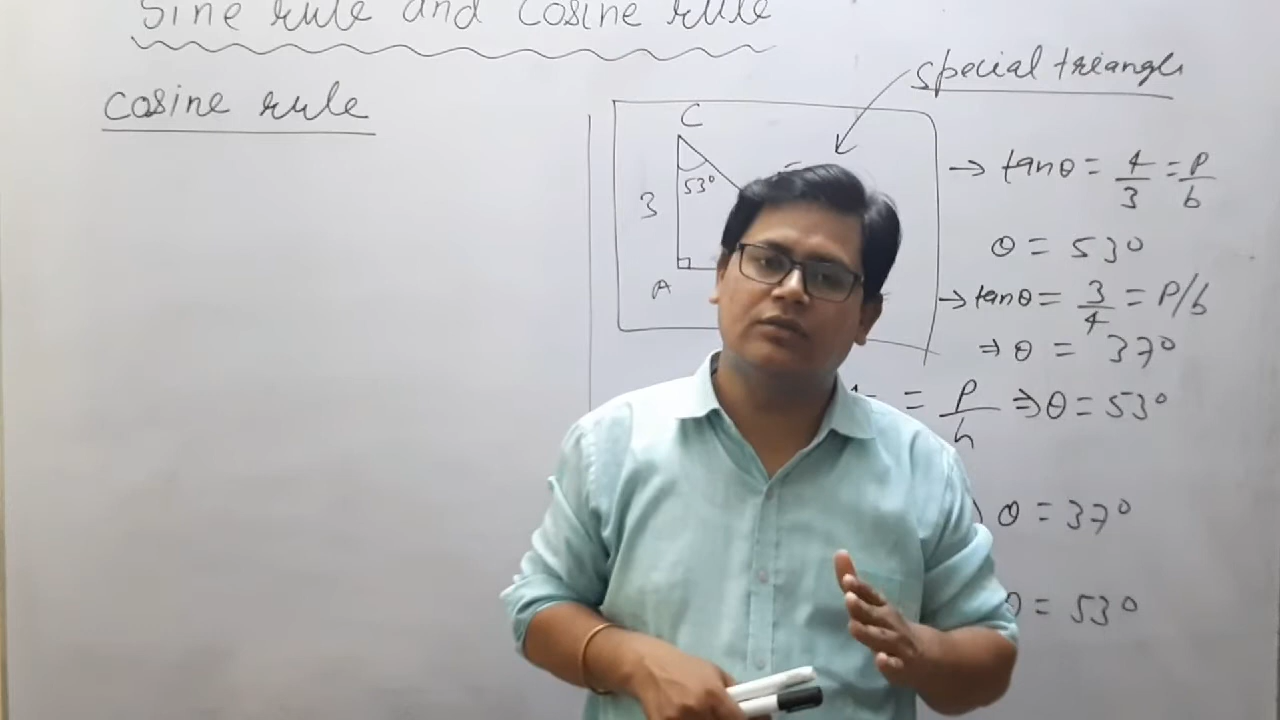 Sine rule and Cosine rule
cosine rule
special triangle
C
53°
3
A
→ tanθ = 4/3 = P/b
θ = 53°
→ tanθ = 3/4 = P/b
⇒ θ = 37°
= P/h ⇒ θ = 53°
θ = 37°
θ = 53°